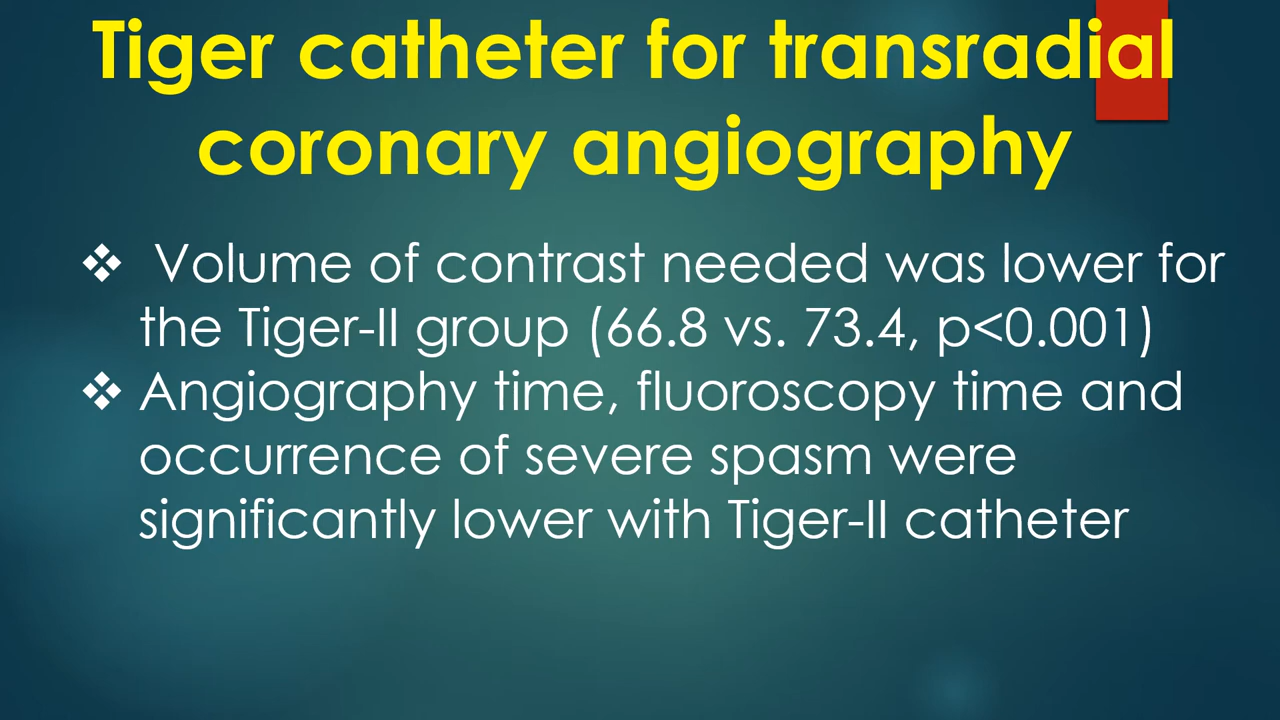 Tiger catheter for transradial
coronary angiography
❖ Volume of contrast needed was lower for
the Tiger-II group (66.8 vs. 73.4, p<0.001)
❖ Angiography time, fluoroscopy time and
occurrence of severe spasm were
significantly lower with Tiger-II catheter